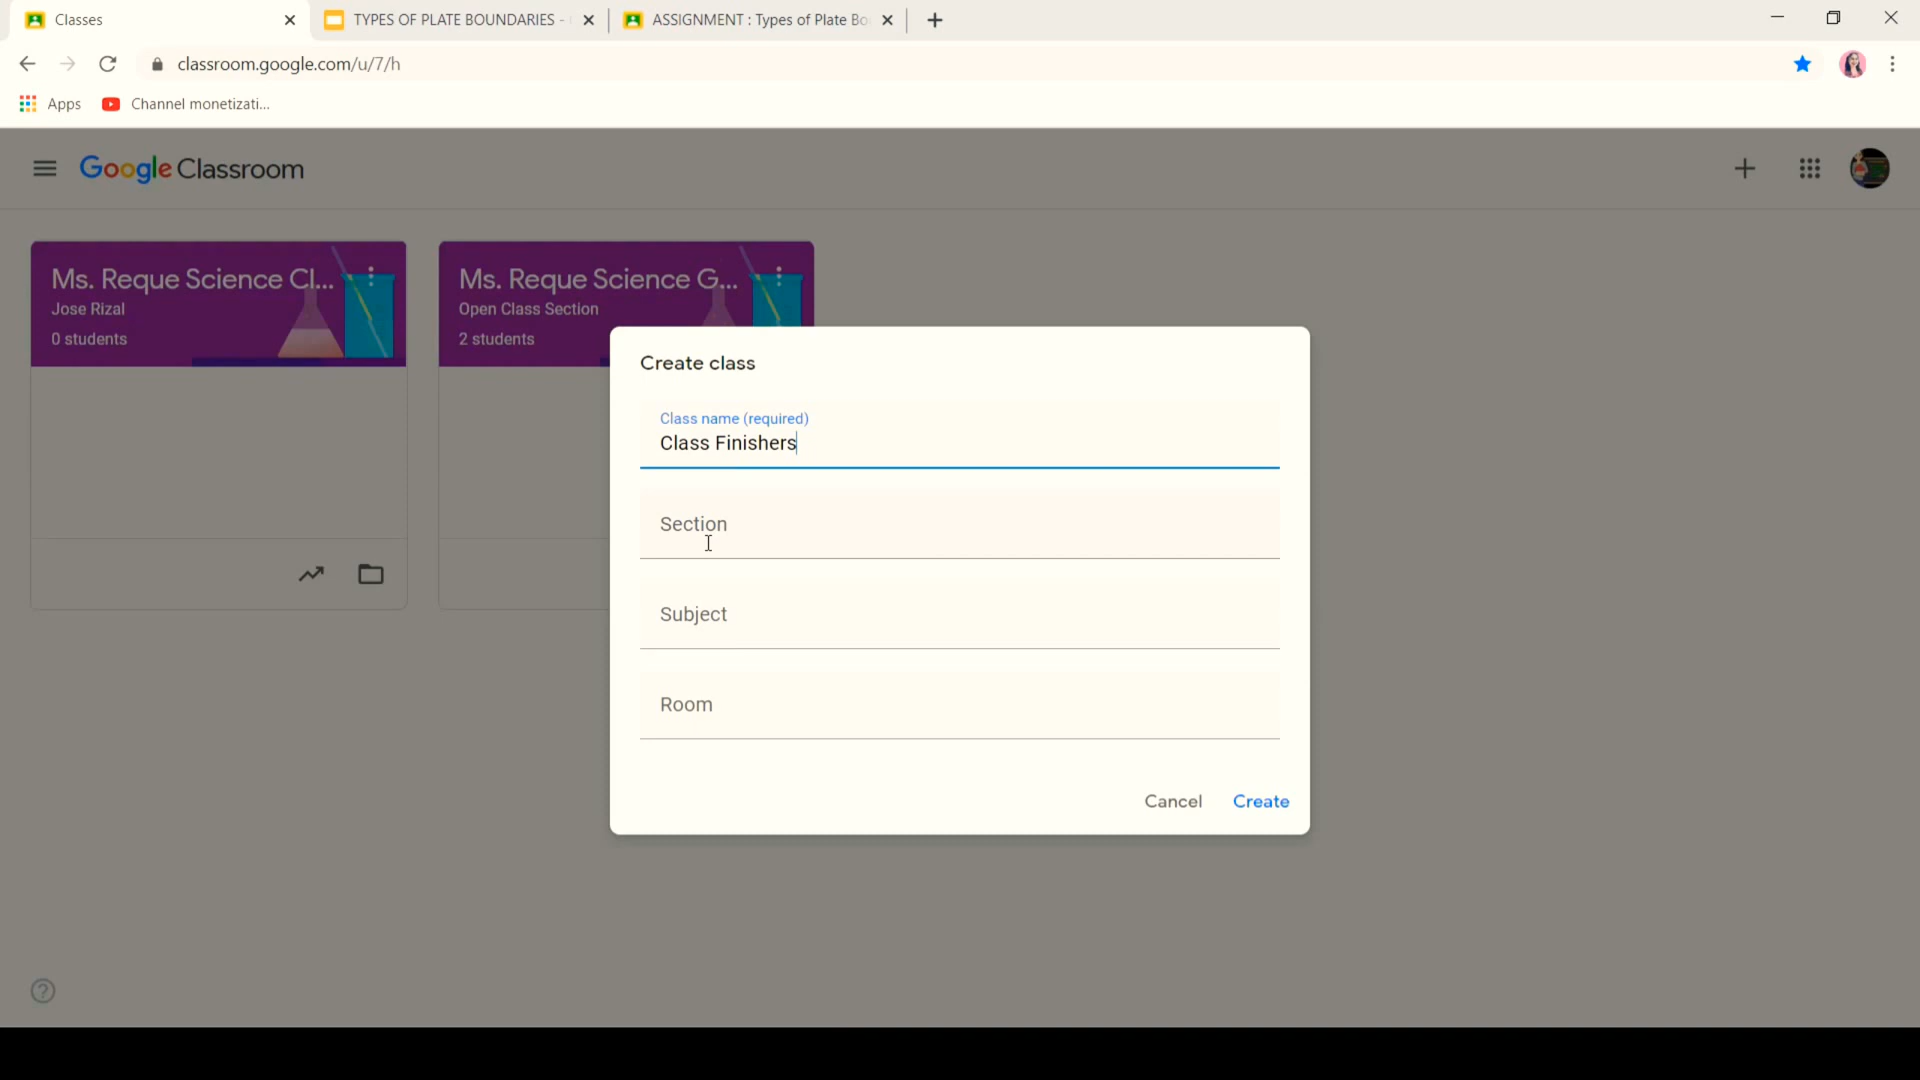 Classes
TYPES OF PLATE BOUNDARIES -
ASSIGNMENT : Types of Plate Bo
classroom.google.com/u/7/h
Apps
Channel monetizati...
Google Classroom
Ms. Reque Science Cl...
Jose Rizal
0 students
Ms. Reque Science G...
Open Class Section
2 students
Create class
Class name (required)
Class Finishers
Section
Subject
Room
Cancel
Create